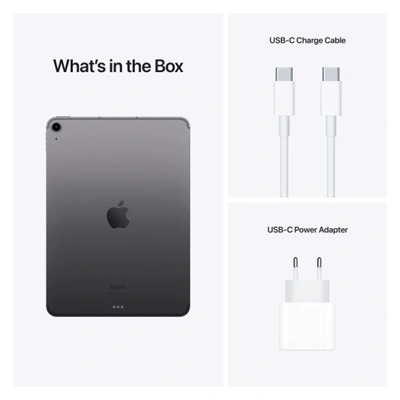 What's in the Box
USB-C Charge Cable
USB-C Power Adapter